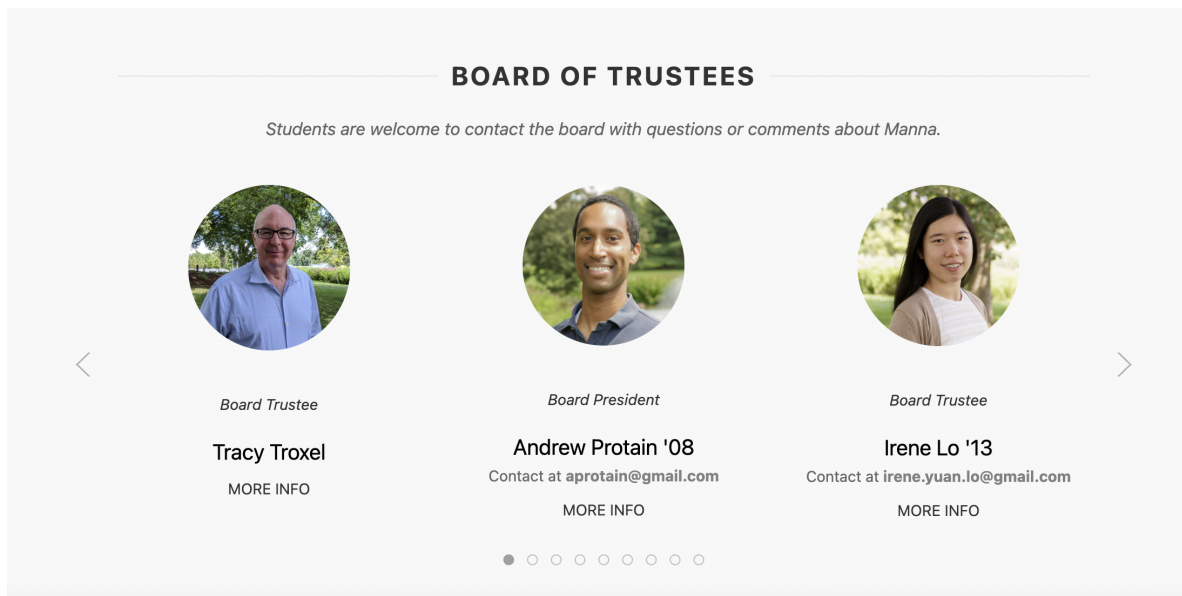 BOARD OF TRUSTEES
Students are welcome to contact the board with questions or comments about Manna.
Board Trustee
Tracy Troxel
MORE INFO
Board President
Andrew Protain '08
Contact at aprotain@gmail.com
MORE INFO
Board Trustee
Irene Lo '13
Contact at irene.yuan.lo@gmail.com
MORE INFO